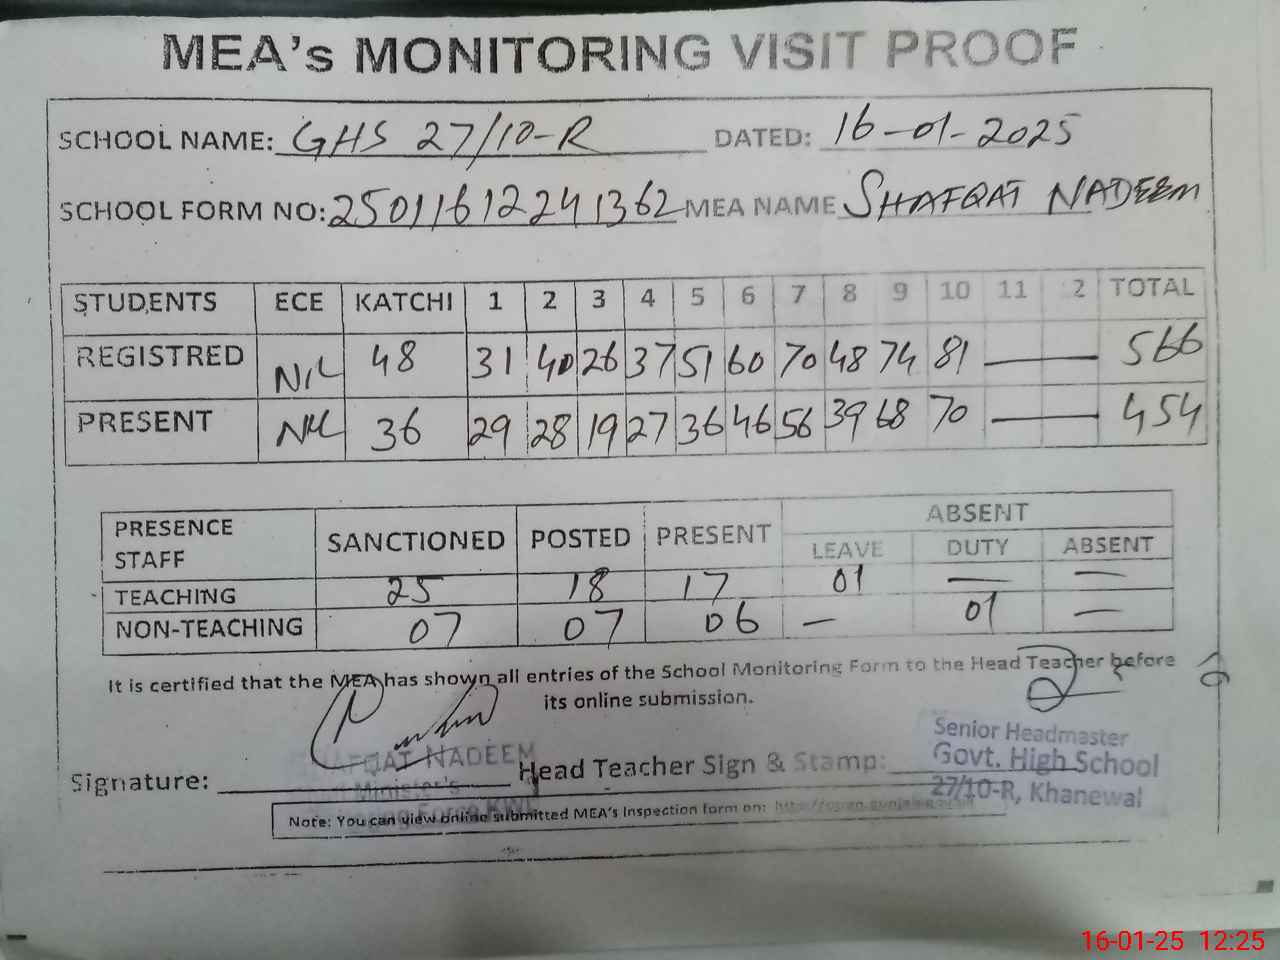 MEA's MONITORING VISIT PROOF
SCHOOL NAME: GHS 27/10-R DATED: 16-01-2025
SCHOOL FORM NO: 25011612241362 MEA NAME SHAFQAT NADEEM
STUDENTS ECE KATCHI 1 2 3 4 5 6 7 8 9 10 11 2 TOTAL
REGISTRED NIL 48 31 40 26 37 51 60 70 48 74 81 — 566
PRESENT NIL 36 29 28 19 27 36 46 56 39 68 70 — 454
PRESENCE STAFF SANCTIONED POSTED PRESENT ABSENT
LEAVE DUTY ABSENT
TEACHING 25 18 17 01 — —
NON-TEACHING 07 07 06 — 01 —
It is certified that the MEA has shown all entries of the School Monitoring Form to the Head Teacher before
its online submission.
Senior Headmaster
Govt. High School
27/10-R, Khanewal
SHAFQAT NADEEM
Minister's
Signature: Head Teacher Sign & Stamp:
Note: You can view online submitted MEA's Inspection form on:
16-01-25 12:25